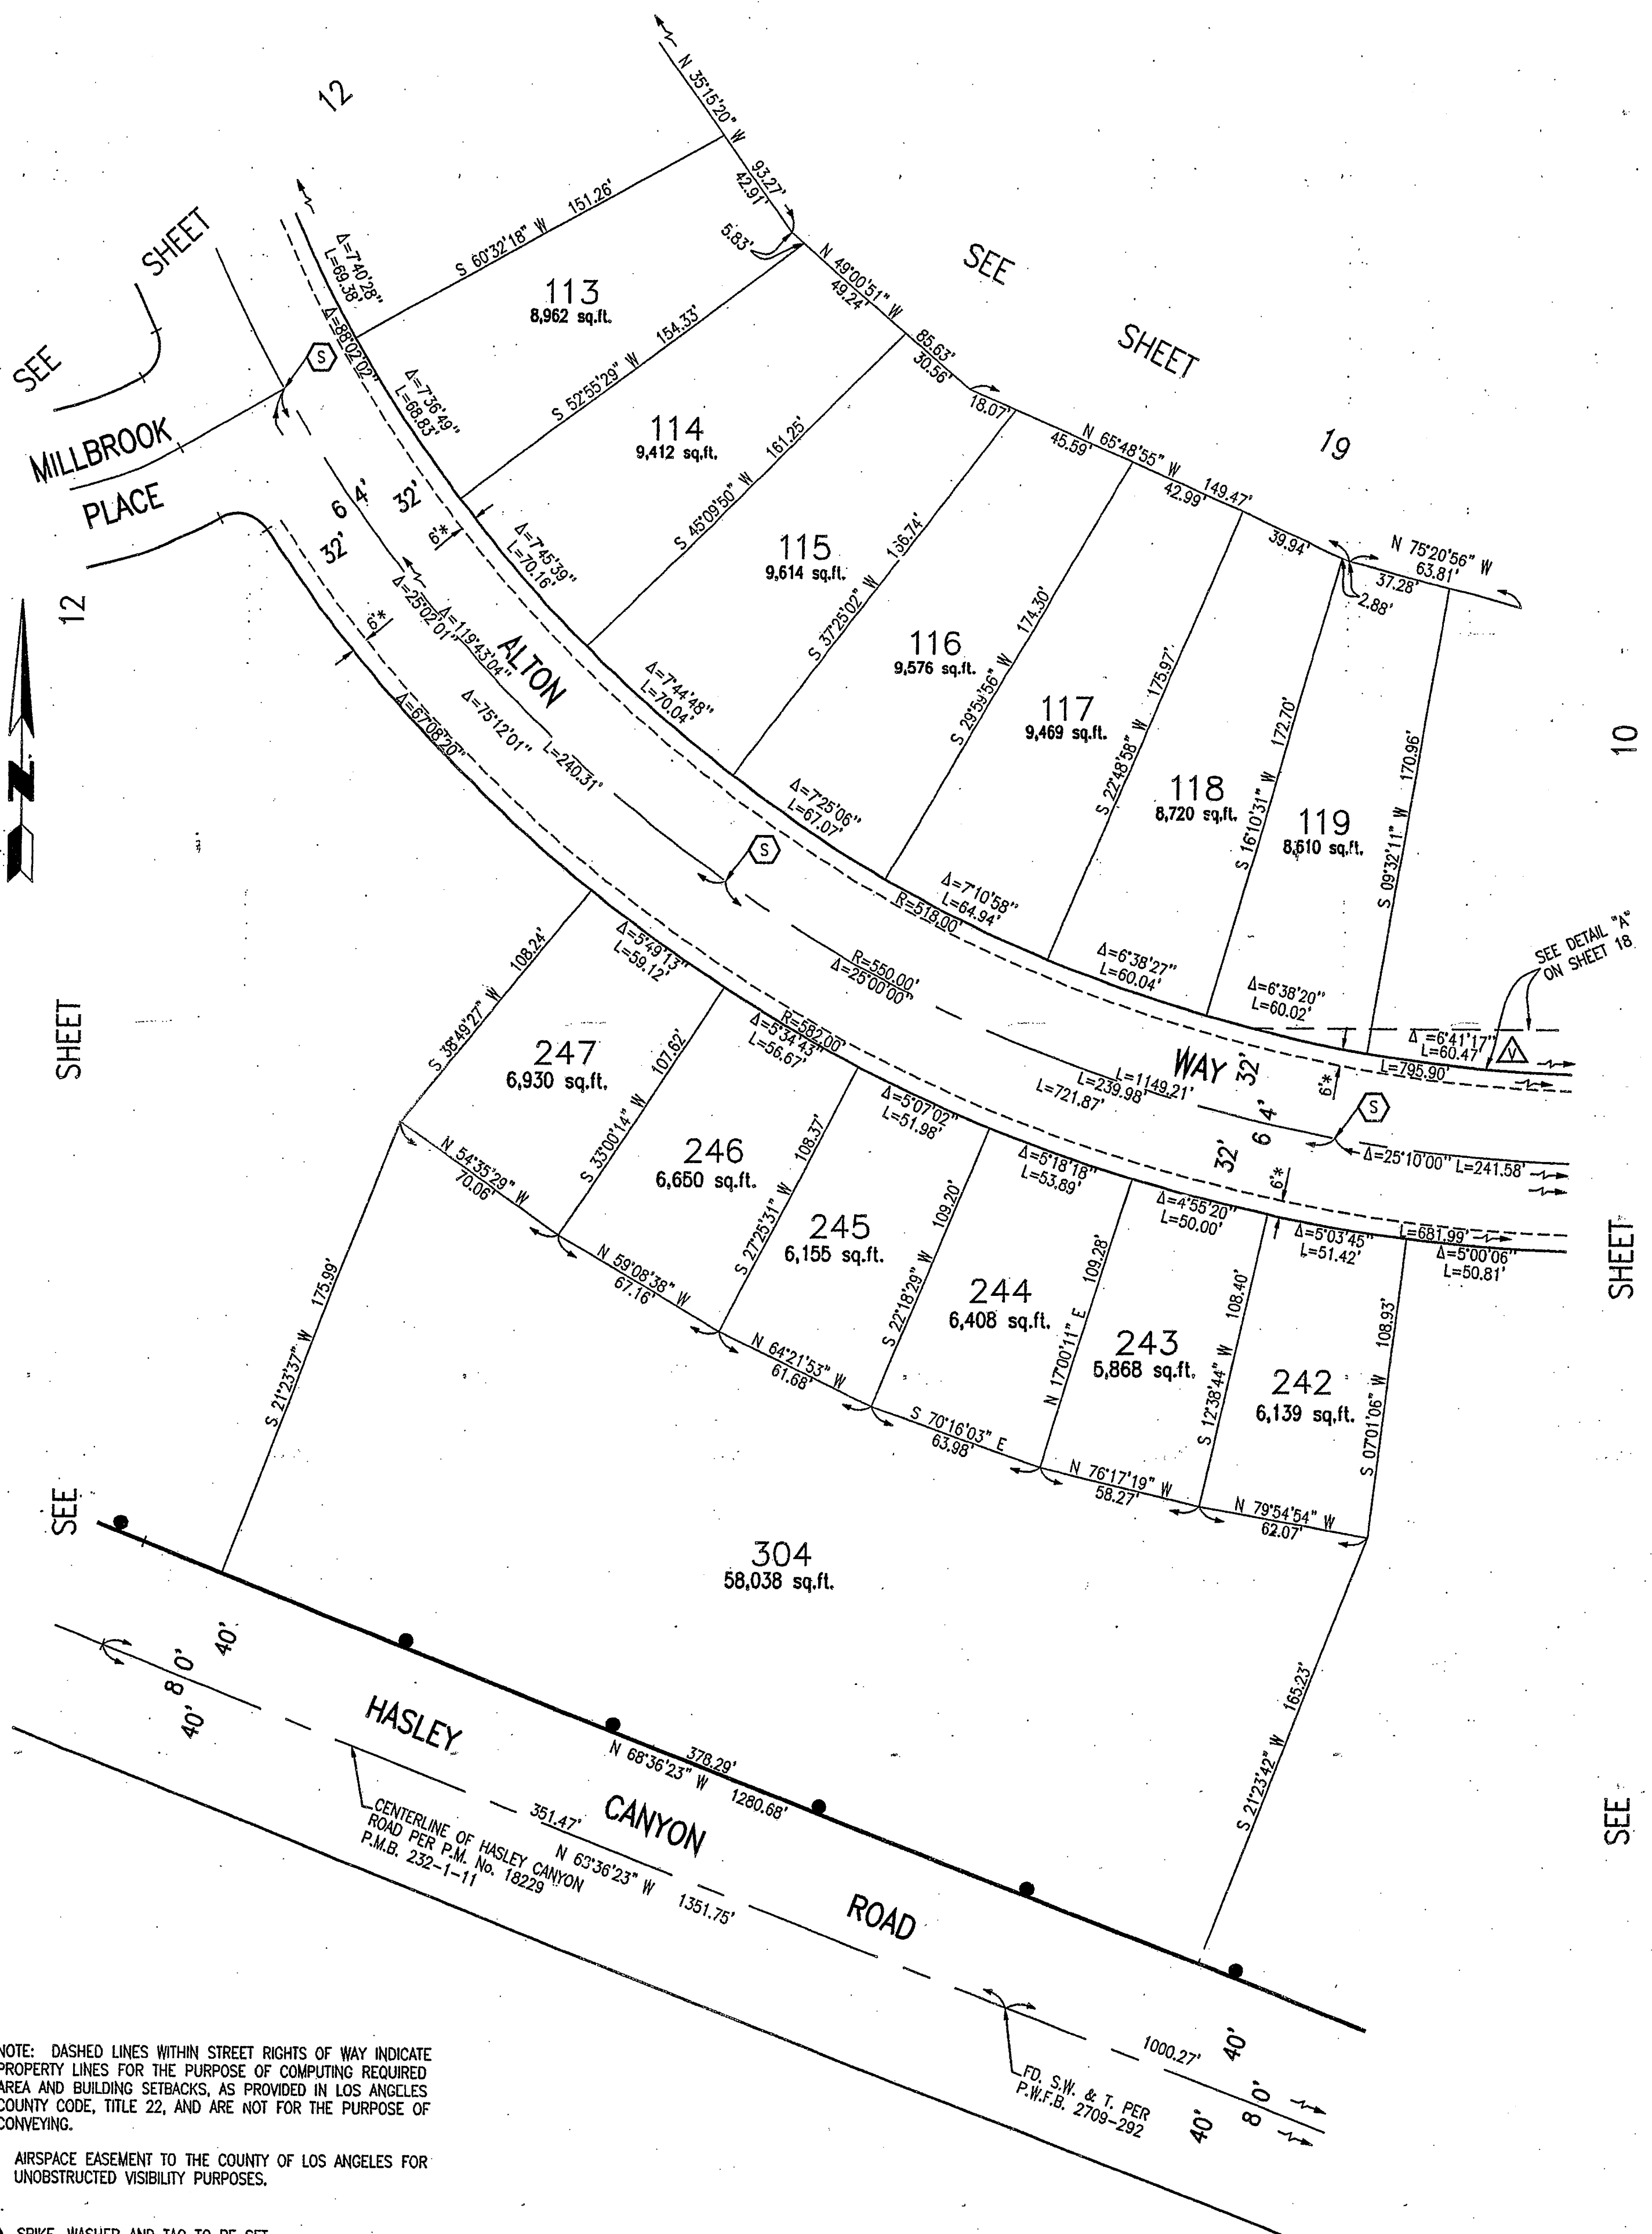 12
SHEET
SEE
MILLBROOK
PLACE
12
N 35°15'20" W
93.27'
42.91'
5.83'
S 60°32'18" W 151.26'
113
8,962 sq.ft.
Δ=7°40'28"
L=69.38'
Δ=88°02'02"
S
S 52°55'29" W 154.33'
Δ=7°36'49"
L=68.83'
114
9,412 sq.ft.
N 49°00'51" W
49.24'
85.63'
30.56'
SEE
SHEET
19
18.07'
S 45°09'50" W 161.25'
Δ=7°45'39"
L=70.16'
115
9,614 sq.ft.
N 65°48'55" W
45.59'
149.47'
42.99'
39.94'
S 37°25'02" W 166.74'
Δ=7°44'48"
L=70.04'
116
9,576 sq.ft.
S 29°59'56" W 174.30'
Δ=7°25'06"
L=67.07'
117
9,469 sq.ft.
S 22°48'58" W 175.97'
Δ=7°10'58"
L=64.94'
118
8,720 sq.ft.
S 16°10'31" W 172.70'
Δ=6°38'27"
L=60.04'
N 75°20'56" W
63.81'
37.28'
2.88'
119
8,610 sq.ft.
S 09°32'11" W 170.96'
Δ=6°38'20"
L=60.02'
10
SEE DETAIL "A"
ON SHEET 18
Δ=6°41'17"
L=60.47'
V
L=795.90'
32'
6 4'
32'
6'*
6'*
N
Δ=25°02'01"
Δ=119°43'04"
ALTON
Δ=75°12'01"
L=240.31'
Δ=67°08'20"
S
R=518.00'
R=550.00'
Δ=25°00'00"
R=582.00'
WAY
L=1149.21'
L=239.98'
L=721.87'
32'
6 4'
32'
6'*
6'*
S
Δ=25°10'00" L=241.58'
L=681.99'
SHEET
SEE
S 38°49'27" W 108.24'
Δ=5°49'13"
L=59.12'
247
6,930 sq.ft.
N 54°35'29" W
70.06'
S 33°00'14" W 107.62'
Δ=5°34'43"
L=56.67'
246
6,650 sq.ft.
N 59°08'38" W
67.16'
S 27°25'31" W 108.37'
Δ=5°07'02"
L=51.98'
245
6,155 sq.ft.
N 64°21'53" W
61.68'
S 22°18'29" W 109.20'
Δ=5°18'18"
L=53.89'
244
6,408 sq.ft.
S 70°16'03" E
63.98'
N 17°00'11" E 109.28'
Δ=4°55'20"
L=50.00'
243
5,868 sq.ft.
N 76°17'19" W
58.27'
S 12°38'44" W 108.40'
Δ=5°03'45"
L=51.42'
242
6,139 sq.ft.
N 79°54'54" W
62.07'
S 07°01'06" W 108.93'
Δ=5°00'06"
L=50.81'
SHEET
SEE
S 21°23'37" W 175.99'
304
58,038 sq.ft.
S 21°23'42" W 165.23'
40'
8 0'
40'
HASLEY
CANYON
ROAD
378.29'
N 68°36'23" W
1280.68'
351.47'
N 68°36'23" W
1351.75'
CENTERLINE OF HASLEY CANYON
ROAD PER P.M. No. 18229
P.M.B. 232-1-11
1000.27'
40'
8 0'
40'
FD. S.W. & T. PER
P.W.F.B. 2709-292
NOTE: DASHED LINES WITHIN STREET RIGHTS OF WAY INDICATE
PROPERTY LINES FOR THE PURPOSE OF COMPUTING REQUIRED
AREA AND BUILDING SETBACKS, AS PROVIDED IN LOS ANGELES
COUNTY CODE, TITLE 22, AND ARE NOT FOR THE PURPOSE OF
CONVEYING.
AIRSPACE EASEMENT TO THE COUNTY OF LOS ANGELES FOR
UNOBSTRUCTED VISIBILITY PURPOSES.
SPIKE, WASHER AND TAG TO BE SET